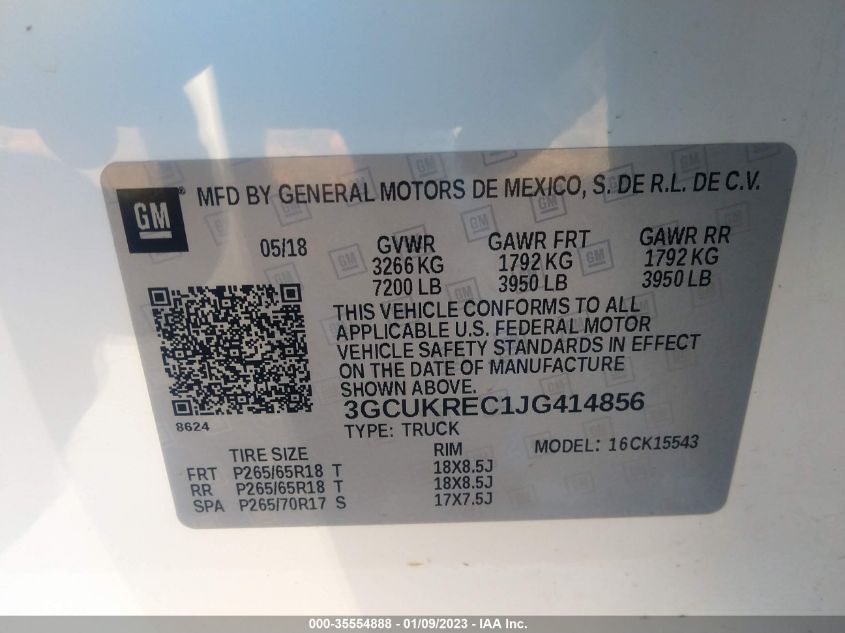 GM ® MFD BY GENERAL MOTORS DE MEXICO, S. DE R.L. DE C.V.
05/18 GVWR GAWR FRT GAWR RR
3266 KG 1792 KG 1792 KG
7200 LB 3950 LB 3950 LB
THIS VEHICLE CONFORMS TO ALL
APPLICABLE U.S. FEDERAL MOTOR
VEHICLE SAFETY STANDARDS IN EFFECT
ON THE DATE OF MANUFACTURE
SHOWN ABOVE.
3GCUKREC1JG414856
8624
TYPE: TRUCK MODEL: 16CK15543
TIRE SIZE RIM
FRT P265/65R18 T 18X8.5J
RR P265/65R18 T 18X8.5J
SPA P265/70R17 S 17X7.5J
000-35554888 - 01/09/2023 - IAA Inc.